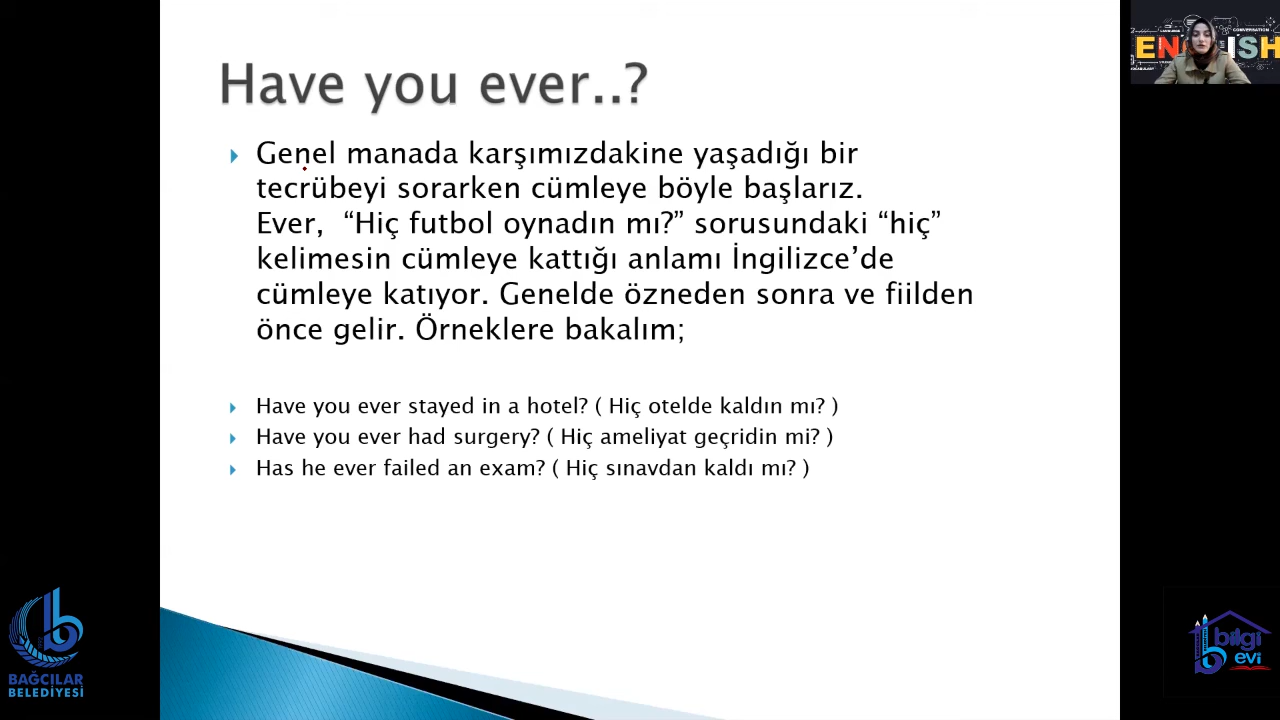 Have you ever..?
Genel manada karşımızdakine yaşadığı bir
tecrübeyi sorarken cümleye böyle başlarız.
Ever, “Hiç futbol oynadın mı?” sorusundaki “hiç”
kelimesin cümleye kattığı anlamı İngilizce’de
cümleye katıyor. Genelde özneden sonra ve fiilden
önce gelir. Örneklere bakalım;
Have you ever stayed in a hotel? ( Hiç otelde kaldın mı? )
Have you ever had surgery? ( Hiç ameliyat geçridin mi? )
Has he ever failed an exam? ( Hiç sınavdan kaldı mı? )
CONVERSATION
BAĞCILAR
BELEDİYESİ
bilgi
evi